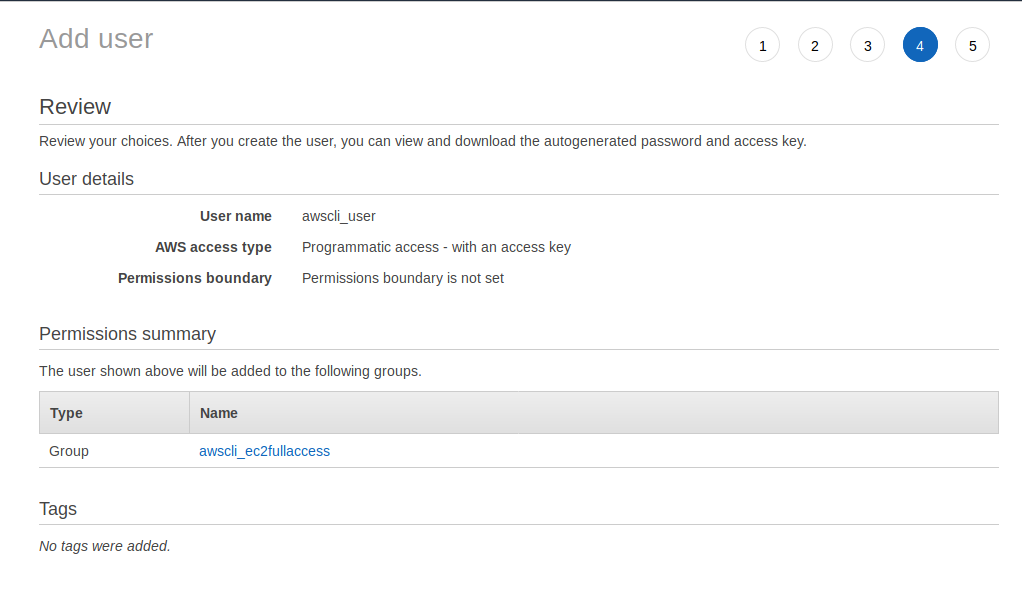 Add user
1 2 3 4 5
Review
Review your choices. After you create the user, you can view and download the autogenerated password and access key.
User details
User name awscli_user
AWS access type Programmatic access - with an access key
Permissions boundary Permissions boundary is not set
Permissions summary
The user shown above will be added to the following groups.
Type Name
Group awscli_ec2fullaccess
Tags
No tags were added.